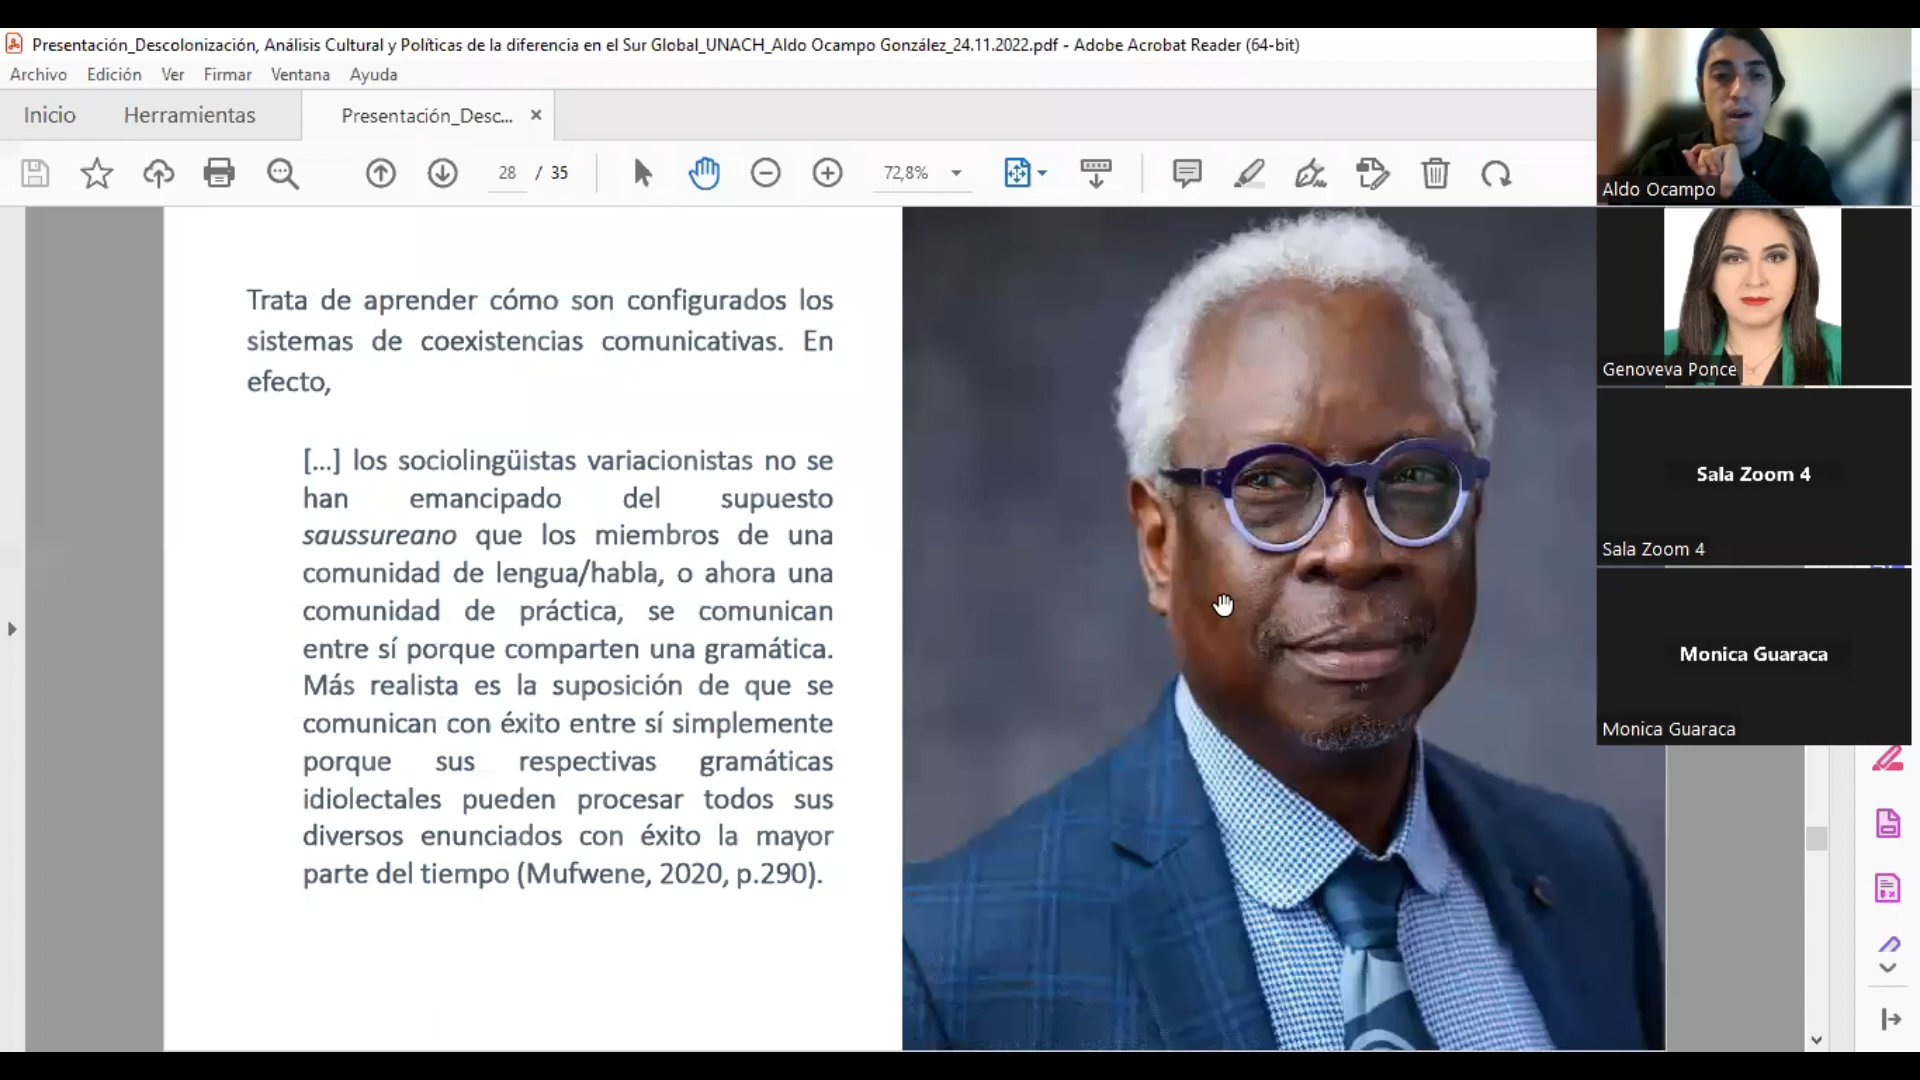 Presentación_Descolonización, Análisis Cultural y Políticas de la diferencia en el Sur Global_UNACH_Aldo Ocampo González_24.11.2022.pdf - Adobe Acrobat Reader (64-bit)
Archivo Edición Ver Firmar Ventana Ayuda
Inicio Herramientas Presentación_Desc... ×
28 / 35 72,8%
Trata de aprender cómo son configurados los
sistemas de coexistencias comunicativas. En
efecto,
[...] los sociolingüistas variacionistas no se
han emancipado del supuesto
saussureano que los miembros de una
comunidad de lengua/habla, o ahora una
comunidad de práctica, se comunican
entre sí porque comparten una gramática.
Más realista es la suposición de que se
comunican con éxito entre sí simplemente
porque sus respectivas gramáticas
idiolectales pueden procesar todos sus
diversos enunciados con éxito la mayor
parte del tiempo (Mufwene, 2020, p.290).
Aldo Ocampo
Genoveva Ponce
Sala Zoom 4
Sala Zoom 4
Monica Guaraca
Monica Guaraca